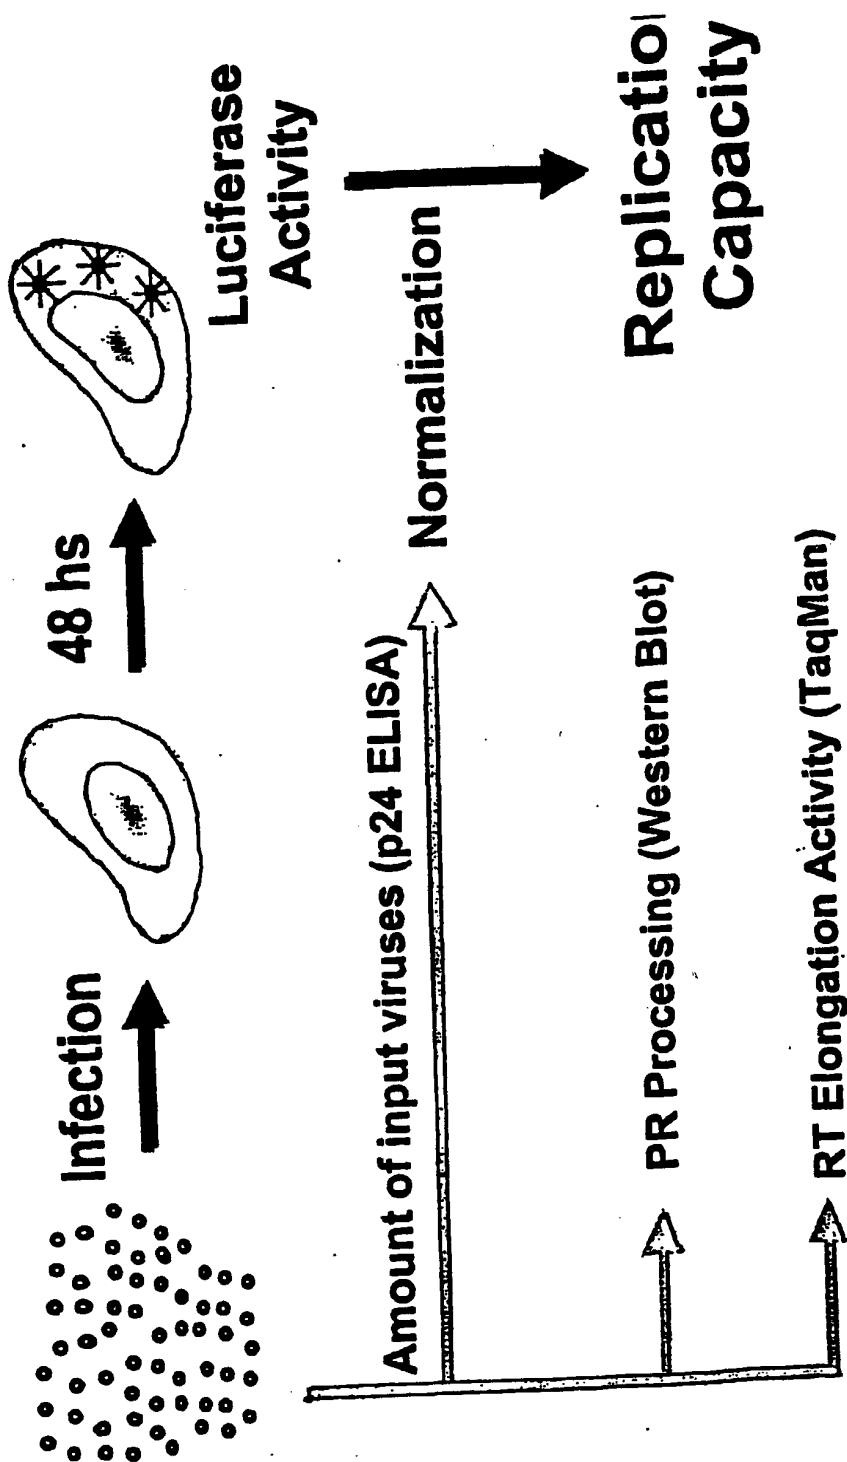 Infection
48 hs
Luciferase
Activity
Amount of input viruses (p24 ELISA)
Normalization
PR Processing (Western Blot)
Replication
Capacity
RT Elongation Activity (TaqMan)